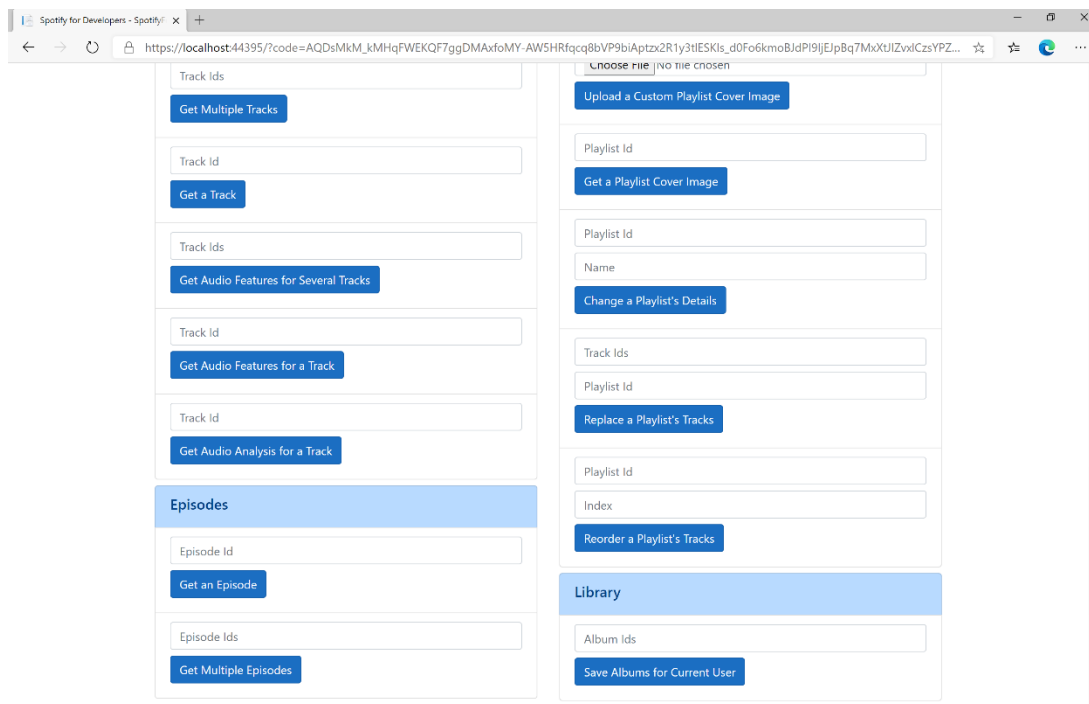 Spotify for Developers - SpotifyF
https://localhost:44395/?code=AQDsMkM_kMHqFWEKQF7ggDMAxfoMY-AW5HRfqcq8bVP9biAptzx2R1y3tlESKls_d0Fo6kmoBJdPl9ljEJpBq7MxXtJIZvxlCzsYPZ...
Track Ids
Get Multiple Tracks
Track Id
Get a Track
Track Ids
Get Audio Features for Several Tracks
Track Id
Get Audio Features for a Track
Track Id
Get Audio Analysis for a Track
Episodes
Episode Id
Get an Episode
Episode Ids
Get Multiple Episodes
Choose File No file chosen
Upload a Custom Playlist Cover Image
Playlist Id
Get a Playlist Cover Image
Playlist Id
Name
Change a Playlist's Details
Track Ids
Playlist Id
Replace a Playlist's Tracks
Playlist Id
Index
Reorder a Playlist's Tracks
Library
Album Ids
Save Albums for Current User